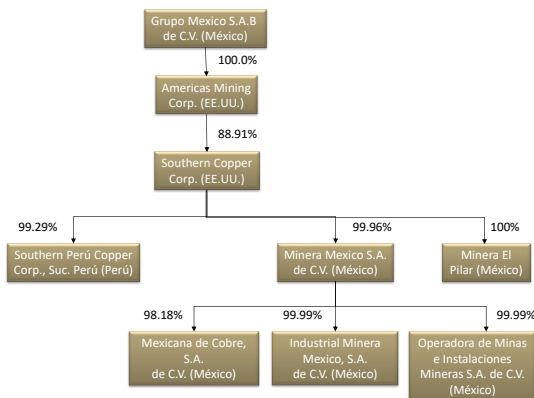 Grupo Mexico S.A.B
de C.V. (México)
100.0%
Americas Mining
Corp. (EE.UU.)
88.91%
Southern Copper
Corp. (EE.UU.)
99.29%
99.96%
100%
Southern Perú Copper
Corp., Suc. Perú (Perú)
Minera Mexico S.A.
de C.V. (México)
Minera El
Pilar (México)
98.18%
99.99%
99.99%
Mexicana de Cobre,
S.A.
de C.V. (México)
Industrial Minera
Mexico, S.A.
de C.V. (México)
Operadora de Minas
e Instalaciones
Mineras S.A. de C.V.
(México)